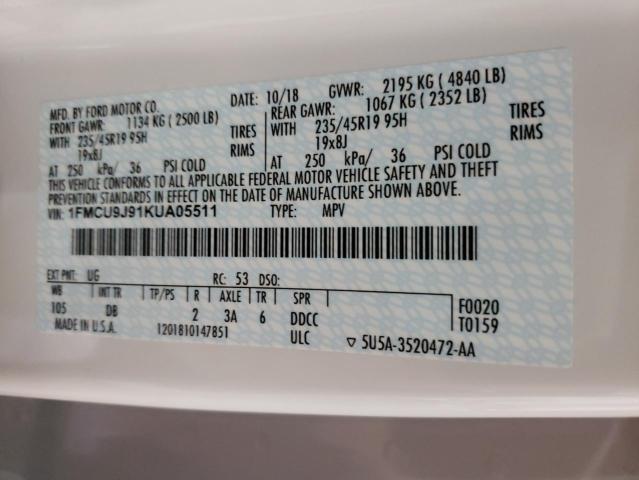 MFD. BY FORD MOTOR CO. DATE: 10/18 GVWR: 2195 KG ( 4840 LB)
FRONT GAWR: 1134 KG ( 2500 LB) REAR GAWR: 1067 KG ( 2352 LB)
WITH 235/45R19 95H TIRES WITH 235/45R19 95H TIRES
19x8J RIMS 19x8J RIMS
AT 250 kPa/ 36 PSI COLD AT 250 kPa/ 36 PSI COLD
THIS VEHICLE CONFORMS TO ALL APPLICABLE FEDERAL MOTOR VEHICLE SAFETY AND THEFT
PREVENTION STANDARDS IN EFFECT ON THE DATE OF MANUFACTURE SHOWN ABOVE.
VIN: 1FMCU9J91KUA05511 TYPE: MPV
EXT PNT: UG RC: 53 DSO:
WB INT TR TP/PS R AXLE TR SPR F0020
105 DB 2 3A 6 DDCC T0159
MADE IN U.S.A. 1201810147851 ULC ▽ 5U5A-3520472-AA